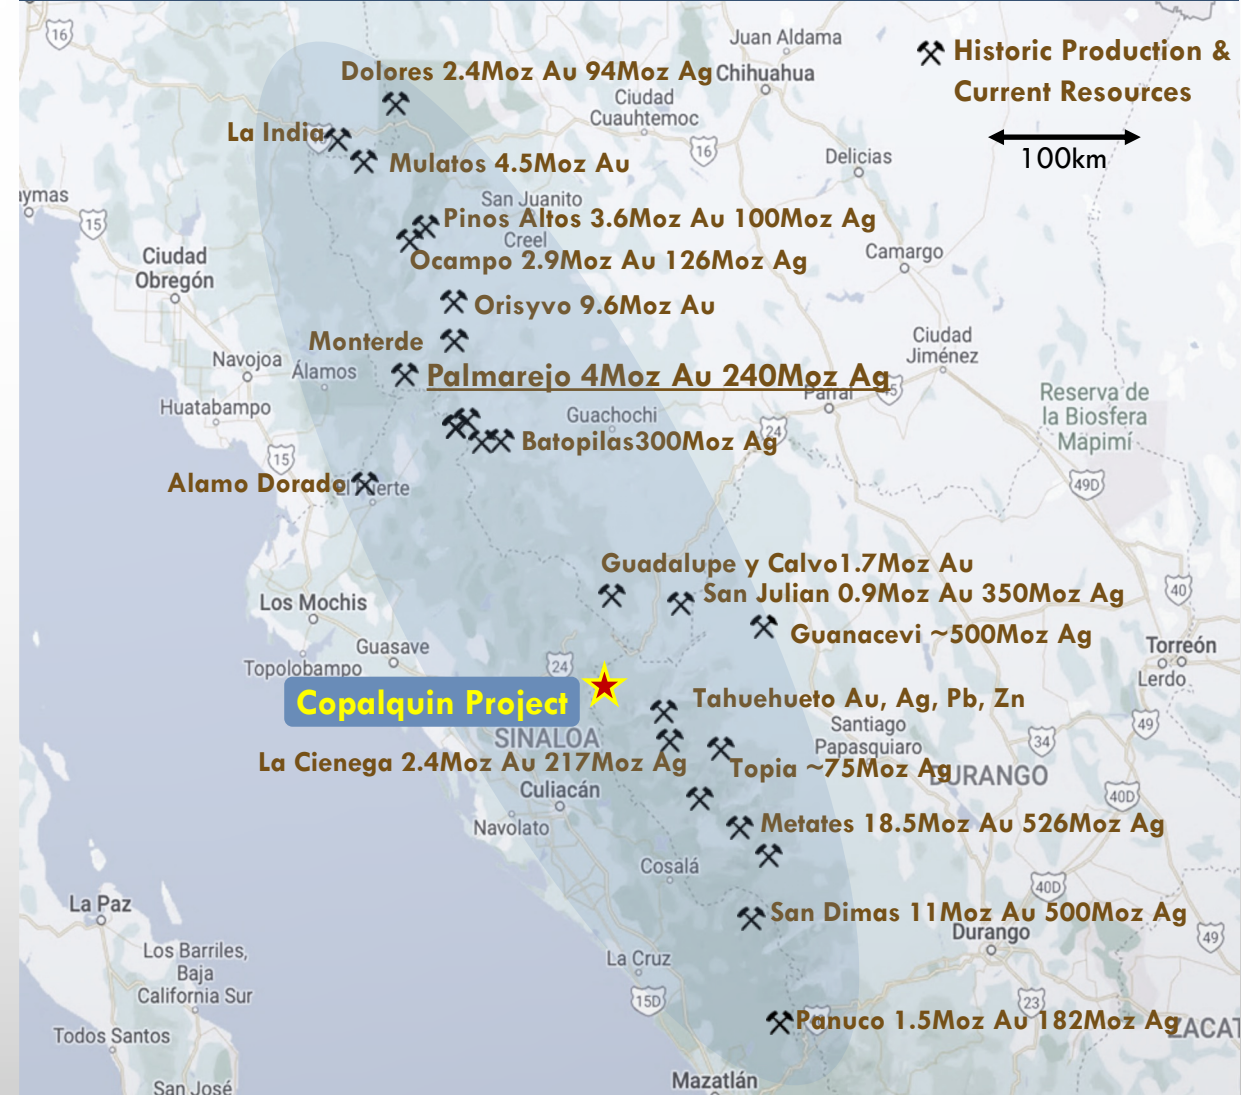 16
Juan Aldama
Historic Production &
Current Resources
Dolores 2.4Moz Au 94Moz Ag
Chihuahua
Ciudad
Cuauhtemoc
100km
La India
16
Mulatos 4.5Moz Au
16
Delicias
ymas
15
San Juanito
Pinos Altos 3.6Moz Au 100Moz Ag
Creel
Ocampo 2.9Moz Au 126Moz Ag
Camargo
Ciudad
Obregón
Orisyvo 9.6Moz Au
Monterde
Ciudad
Jiménez
Navojoa
Álamos
Palmarejo 4Moz Au 240Moz Ag
Parral
45
Huatabampo
Guachochi
24
Reserva de
la Biosfera
Mapimí
Batopilas300Moz Ag
15
Alamo Dorado
El Fuerte
49D
Guadalupe y Calvo1.7Moz Au
San Julian 0.9Moz Au 350Moz Ag
40
Los Mochis
Guanacevi ~500Moz Ag
Guasave
Torreón
Lerdo
Topolobampo
24
Copalquin Project
Tahuehueto Au, Ag, Pb, Zn
SINALOA
Santiago
Papasquiaro
49
34
La Cienega 2.4Moz Au 217Moz Ag
Topia ~75Moz Ag
DURANGO
Culiacán
40D
Navolato
Metates 18.5Moz Au 526Moz Ag
Cosalá
40D
La Paz
San Dimas 11Moz Au 500Moz Ag
Durango
49
Los Barriles,
Baja
California Sur
La Cruz
15D
23
Todos Santos
Panuco 1.5Moz Au 182Moz Ag
ZACAT
Mazatlán
San José